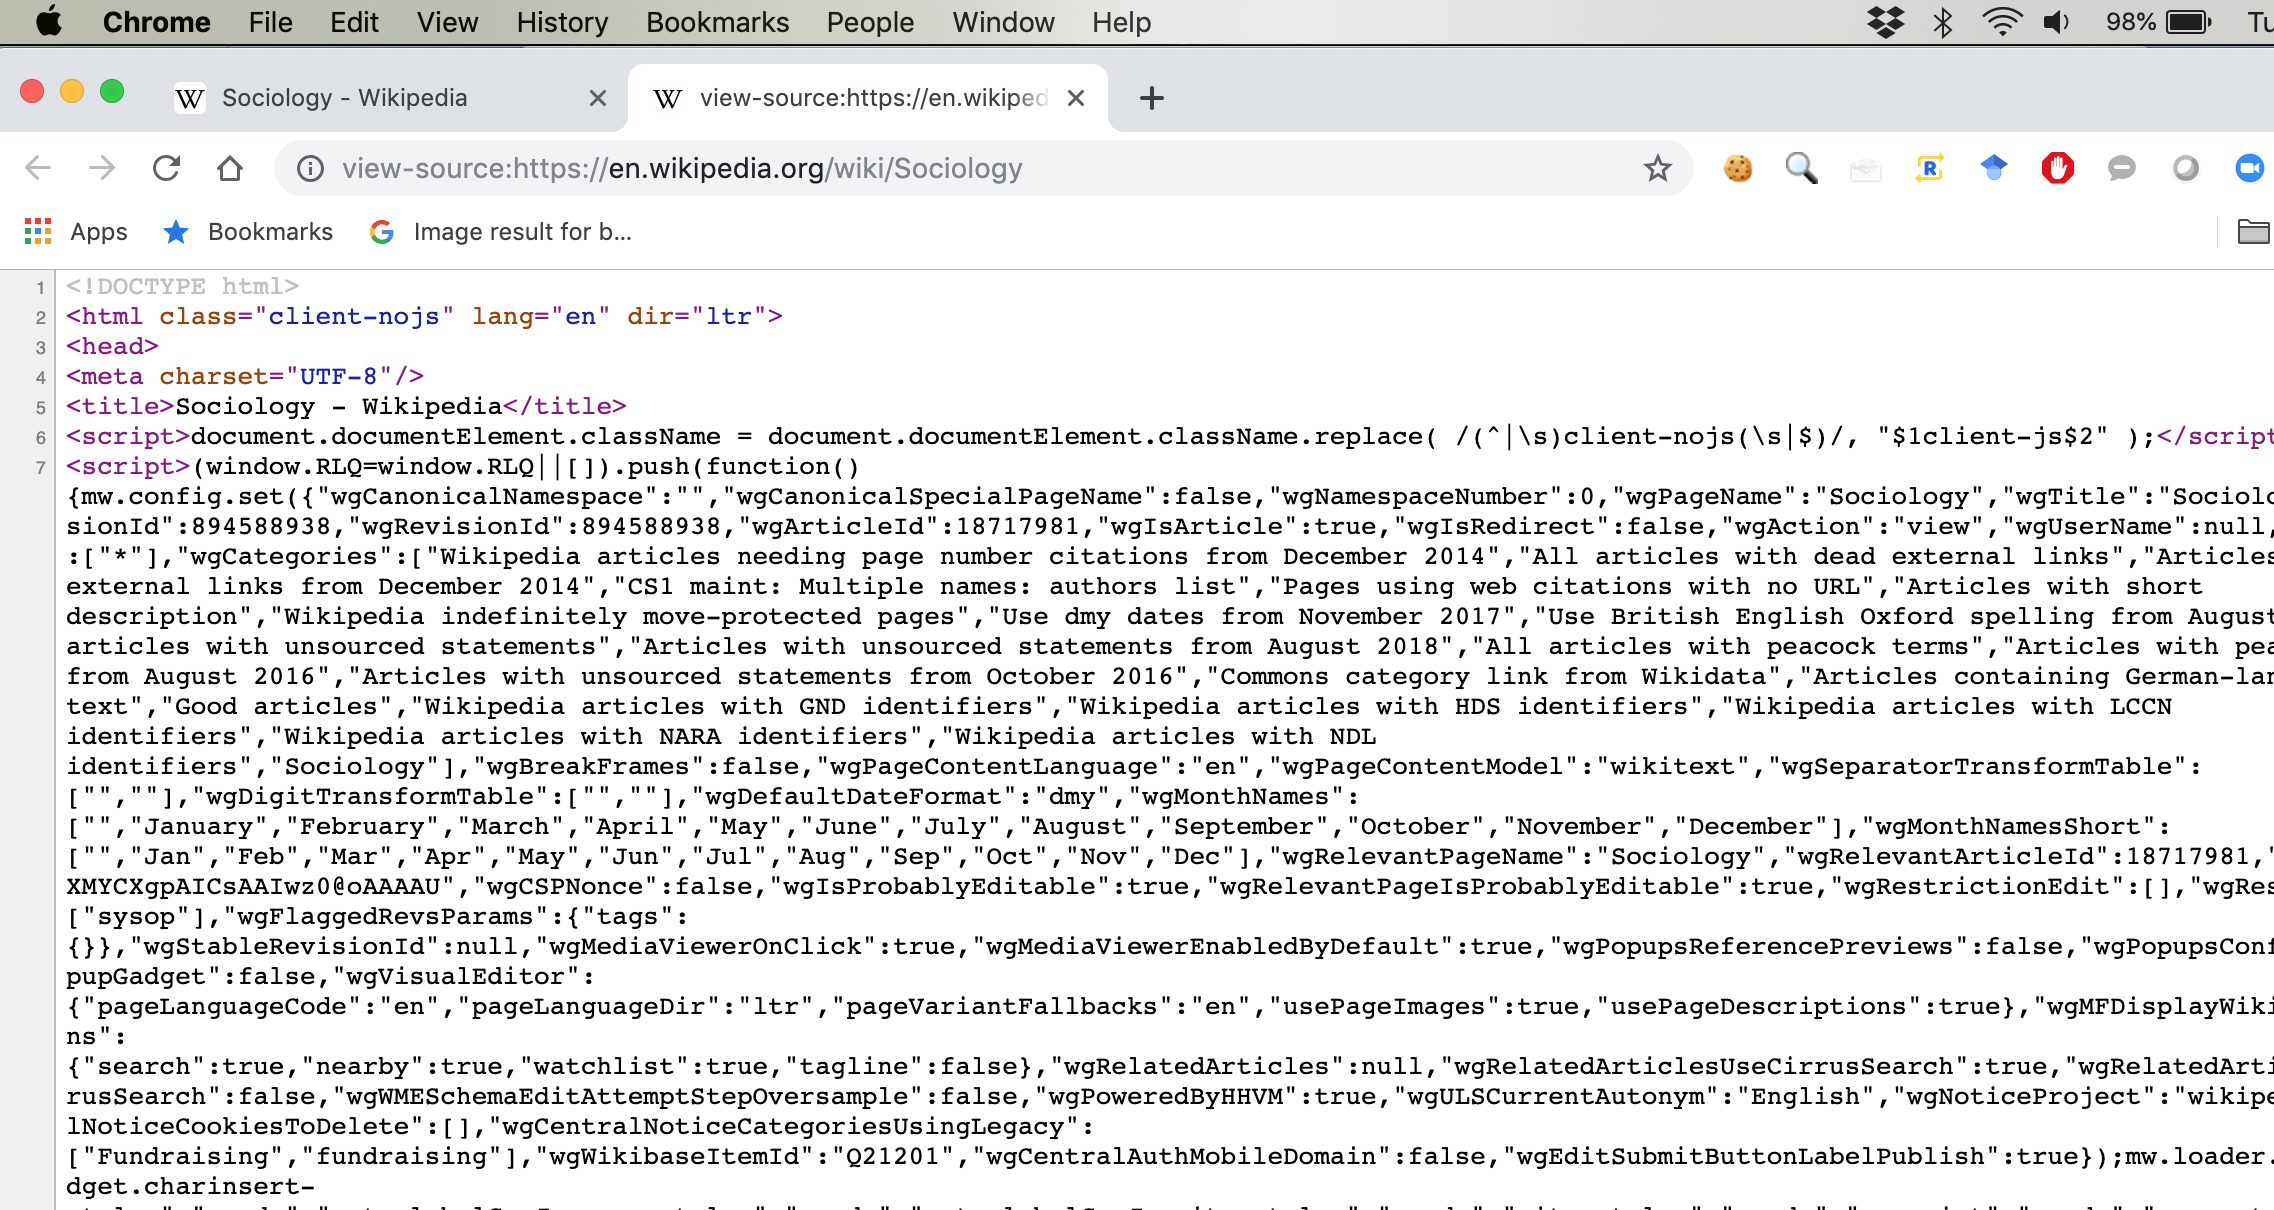 Chrome File Edit View History Bookmarks People Window Help 98%
W Sociology - Wikipedia W view-source:https://en.wikiped
view-source:https://en.wikipedia.org/wiki/Sociology
Apps Bookmarks Image result for b...
1 <!DOCTYPE html>
2 <html class="client-nojs" lang="en" dir="ltr">
3 <head>
4 <meta charset="UTF-8"/>
5 <title>Sociology - Wikipedia</title>
6 <script>document.documentElement.className = document.documentElement.className.replace( /(^|\s)client-nojs(\s|$)/, "$1client-js$2" );</script
7 <script>(window.RLQ=window.RLQ||[]).push(function()
{mw.config.set({"wgCanonicalNamespace":"","wgCanonicalSpecialPageName":false,"wgNamespaceNumber":0,"wgPageName":"Sociology","wgTitle":"Sociolo
sionId":894588938,"wgRevisionId":894588938,"wgArticleId":18717981,"wgIsArticle":true,"wgIsRedirect":false,"wgAction":"view","wgUserName":null,
:["*"],"wgCategories":["Wikipedia articles needing page number citations from December 2014","All articles with dead external links","Articles
external links from December 2014","CS1 maint: Multiple names: authors list","Pages using web citations with no URL","Articles with short
description","Wikipedia indefinitely move-protected pages","Use dmy dates from November 2017","Use British English Oxford spelling from August
articles with unsourced statements","Articles with unsourced statements from August 2018","All articles with peacock terms","Articles with pea
from August 2016","Articles with unsourced statements from October 2016","Commons category link from Wikidata","Articles containing German-lan
text","Good articles","Wikipedia articles with GND identifiers","Wikipedia articles with HDS identifiers","Wikipedia articles with LCCN
identifiers","Wikipedia articles with NARA identifiers","Wikipedia articles with NDL
identifiers","Sociology"],"wgBreakFrames":false,"wgPageContentLanguage":"en","wgPageContentModel":"wikitext","wgSeparatorTransformTable":
["",""],"wgDigitTransformTable":["",""],"wgDefaultDateFormat":"dmy","wgMonthNames":
["","January","February","March","April","May","June","July","August","September","October","November","December"],"wgMonthNamesShort":
["","Jan","Feb","Mar","Apr","May","Jun","Jul","Aug","Sep","Oct","Nov","Dec"],"wgRelevantPageName":"Sociology","wgRelevantArticleId":18717981,"
XMYCXgpAICsAAIwz0@oAAAAU","wgCSPNonce":false,"wgIsProbablyEditable":true,"wgRelevantPageIsProbablyEditable":true,"wgRestrictionEdit":[],"wgRes
["sysop"],"wgFlaggedRevsParams":{"tags":
{}},"wgStableRevisionId":null,"wgMediaViewerOnClick":true,"wgMediaViewerEnabledByDefault":true,"wgPopupsReferencePreviews":false,"wgPopupsConf
pupGadget":false,"wgVisualEditor":
{"pageLanguageCode":"en","pageLanguageDir":"ltr","pageVariantFallbacks":"en","usePageImages":true,"usePageDescriptions":true},"wgMFDisplayWiki
ns":
{"search":true,"nearby":true,"watchlist":true,"tagline":false},"wgRelatedArticles":null,"wgRelatedArticlesUseCirrusSearch":true,"wgRelatedArti
rusSearch":false,"wgWMESchemaEditAttemptStepOversample":false,"wgPoweredByHHVM":true,"wgULSCurrentAutonym":"English","wgNoticeProject":"wikipe
lNoticeCookiesToDelete":[],"wgCentralNoticeCategoriesUsingLegacy":
["Fundraising","fundraising"],"wgWikibaseItemId":"Q21201","wgCentralAuthMobileDomain":false,"wgEditSubmitButtonLabelPublish":true});mw.loader.
dget.charinsert-